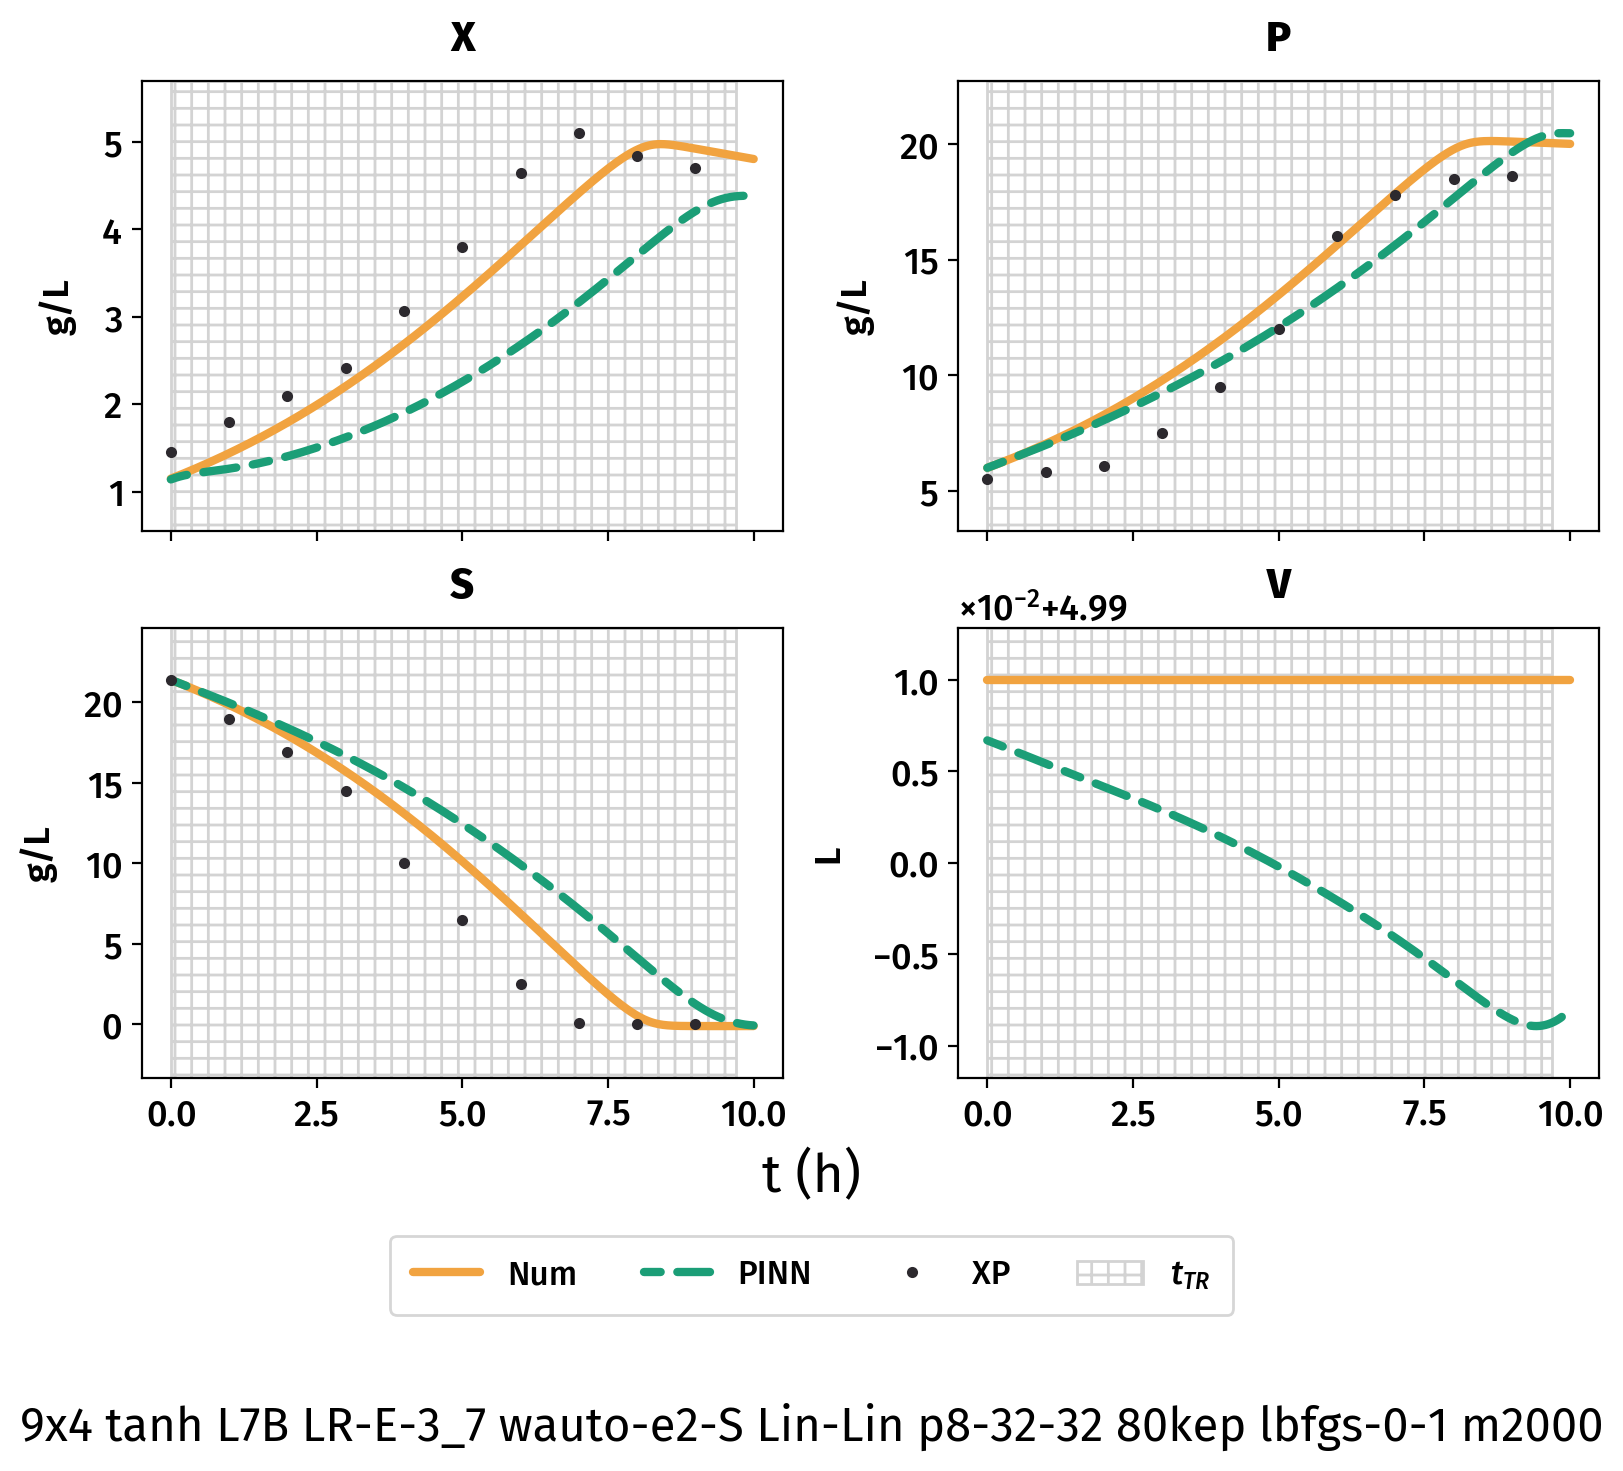 X
P
5
4
3
2
1
g/L
20
15
10
5
g/L
S
V
×10⁻²+4.99
20
15
10
5
0
g/L
1.0
0.5
0.0
−0.5
−1.0
L
0.0 2.5 5.0 7.5 10.0
0.0 2.5 5.0 7.5 10.0
t (h)
Num PINN XP t_TR
9x4 tanh L7B LR-E-3_7 wauto-e2-S Lin-Lin p8-32-32 80kep lbfgs-0-1 m2000